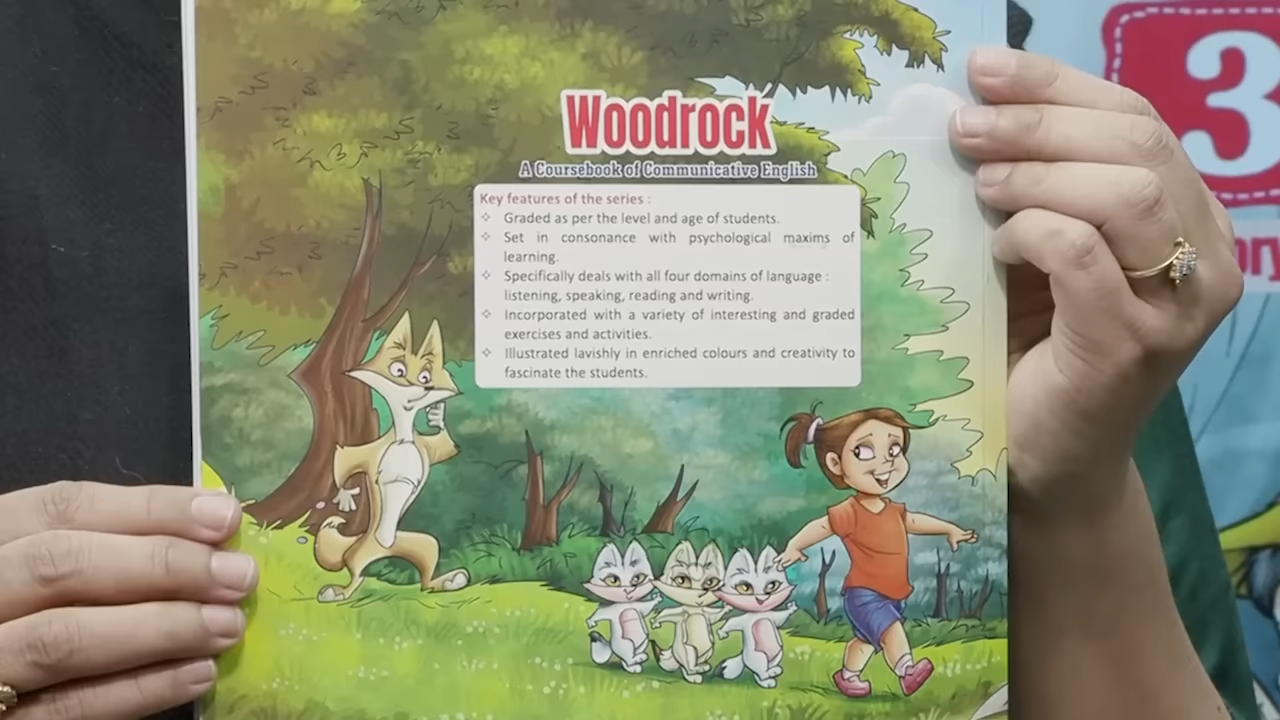 Woodrock
A Coursebook of Communicative English
Key features of the series :
❖ Graded as per the level and age of students.
❖ Set in consonance with psychological maxims of
learning.
❖ Specifically deals with all four domains of language :
listening, speaking, reading and writing.
❖ Incorporated with a variety of interesting and graded
exercises and activities.
❖ Illustrated lavishly in enriched colours and creativity to
fascinate the students.
3